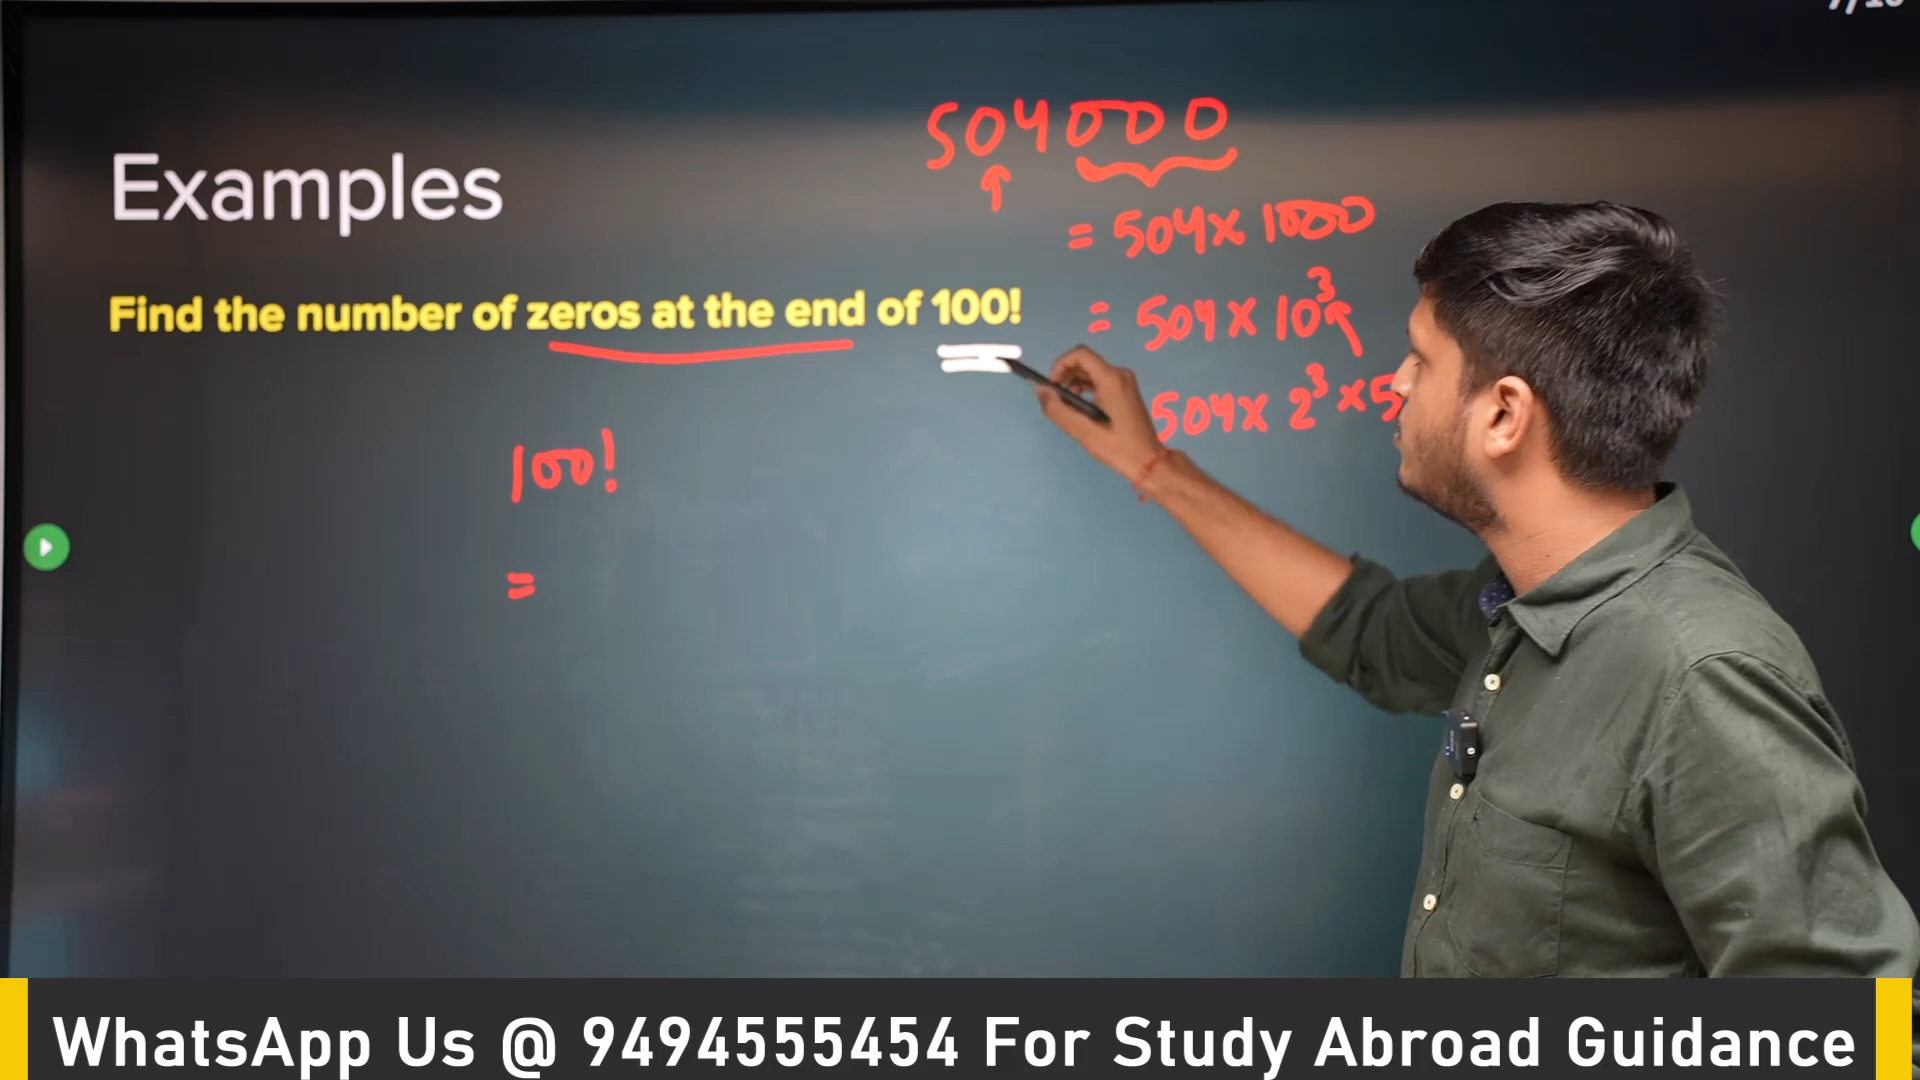 Examples
504000
= 504 x 1000
Find the number of zeros at the end of 100!
= 504 x 10³
504 x 2³ x 5
100!
=
WhatsApp Us @ 9494555454 For Study Abroad Guidance